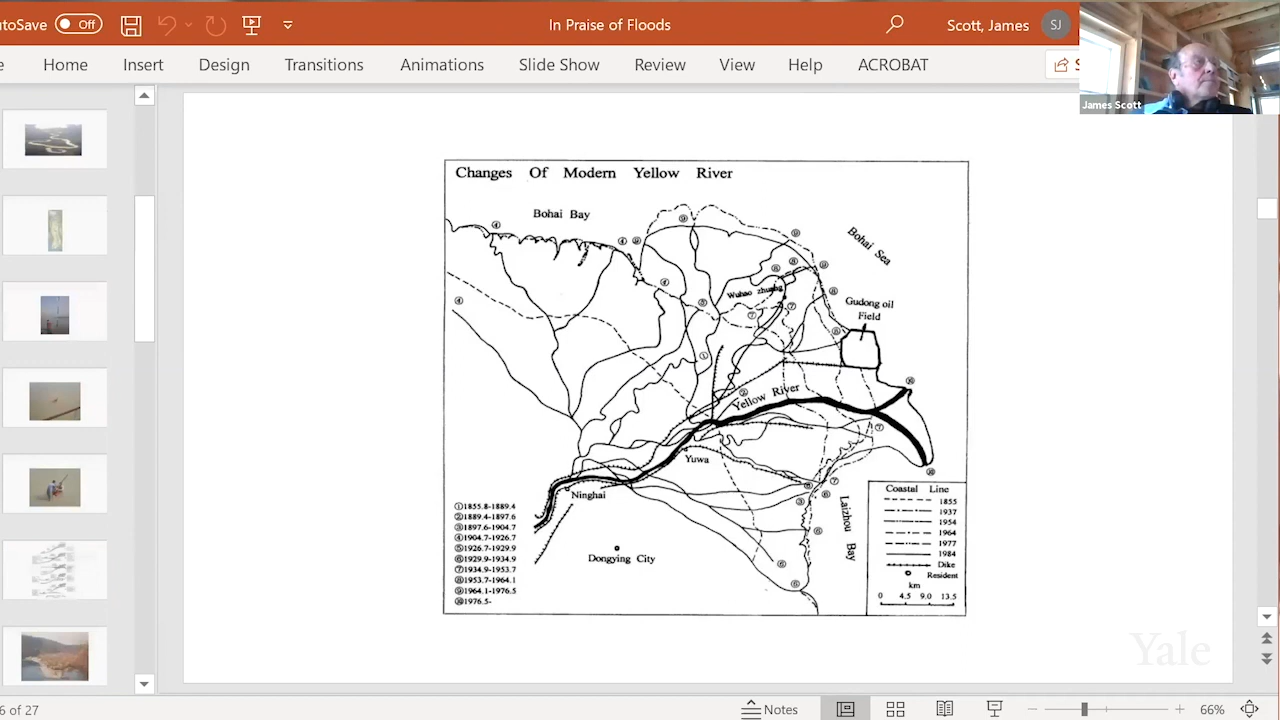 utoSave Off In Praise of Floods Scott, James SJ
e Home Insert Design Transitions Animations Slide Show Review View Help ACROBAT S
James Scott
Changes Of Modern Yellow River
Bohai Bay
Bohai Sea
Wuhao zhuang
Gudong oil
Field
Yellow River
Yuwa
Ninghai
Dongying City
Laizhou Bay
①1855.8-1889.4
②1889.4-1897.6
③1897.6-1904.7
④1904.7-1926.7
⑤1926.7-1929.9
⑥1929.9-1934.9
⑦1934.9-1953.7
⑧1953.7-1964.1
⑨1964.1-1976.5
⑩1976.5-
Coastal Line
1855
1937
1954
1964
1977
1984
Dike
Resident
km
0 4.5 9.0 13.5
Yale
6 of 27 Notes 66%